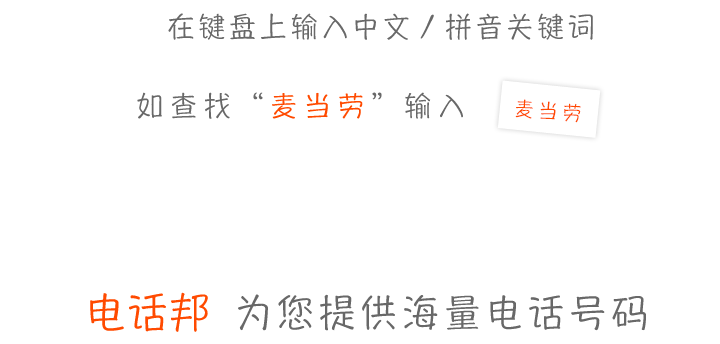 在键盘上输入中文/拼音关键词
如查找“麦当劳”输入 麦当劳
电话邦 为您提供海量电话号码